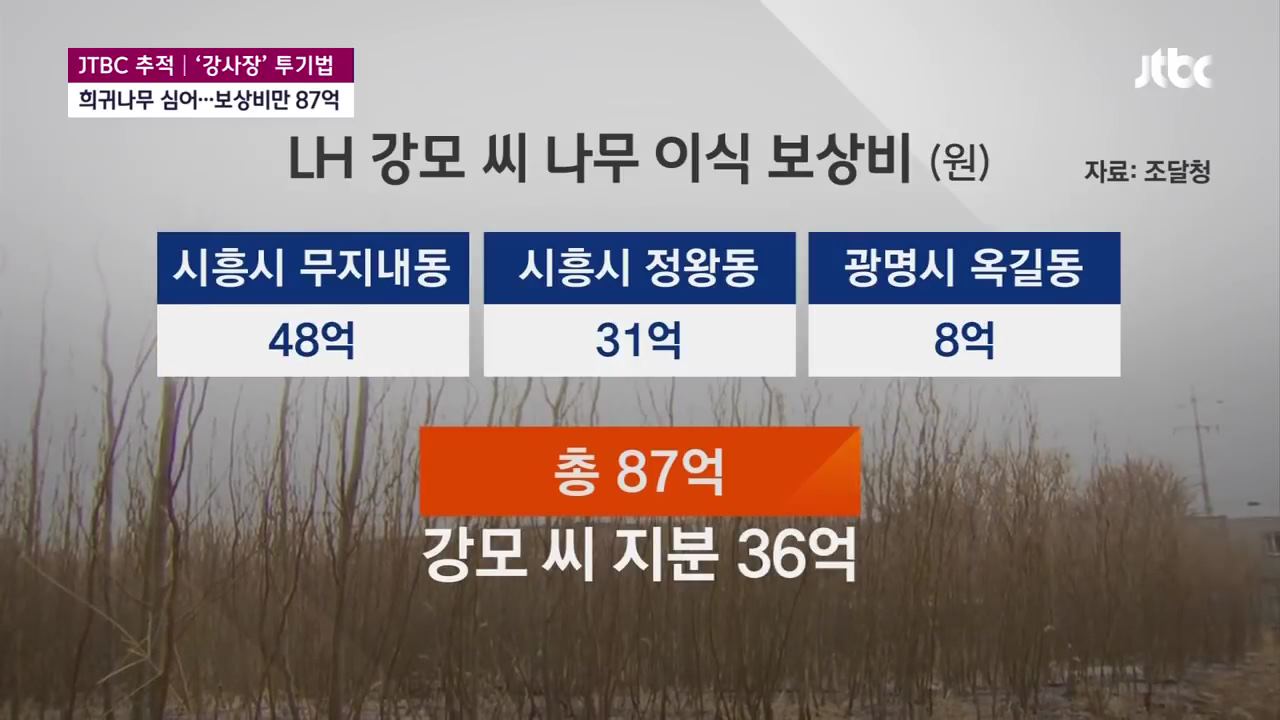 JTBC 추적 | ‘강사장’ 투기법
희귀나무 심어…보상비만 87억
jtbc
LH 강모 씨 나무 이식 보상비 (원)
자료: 조달청
시흥시 무지내동
시흥시 정왕동
광명시 옥길동
48억
31억
8억
총 87억
강모 씨 지분 36억